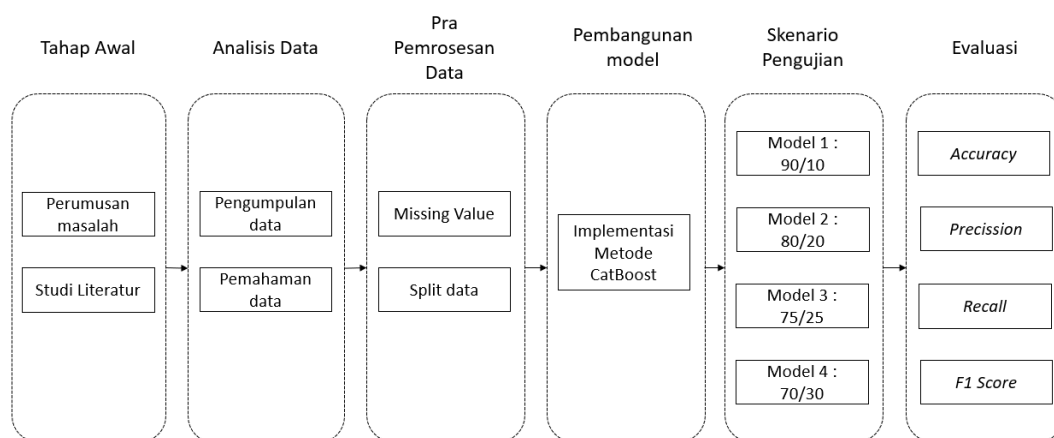 Tahap Awal
Perumusan
masalah
Studi Literatur
Analisis Data
Pengumpulan
data
Pemahaman
data
Pra
Pemrosesan
Data
Missing Value
Split data
Pembangunan
model
Implementasi
Metode
CatBoost
Skenario
Pengujian
Model 1 :
90/10
Model 2 :
80/20
Model 3 :
75/25
Model 4 :
70/30
Evaluasi
Accuracy
Precission
Recall
F1 Score